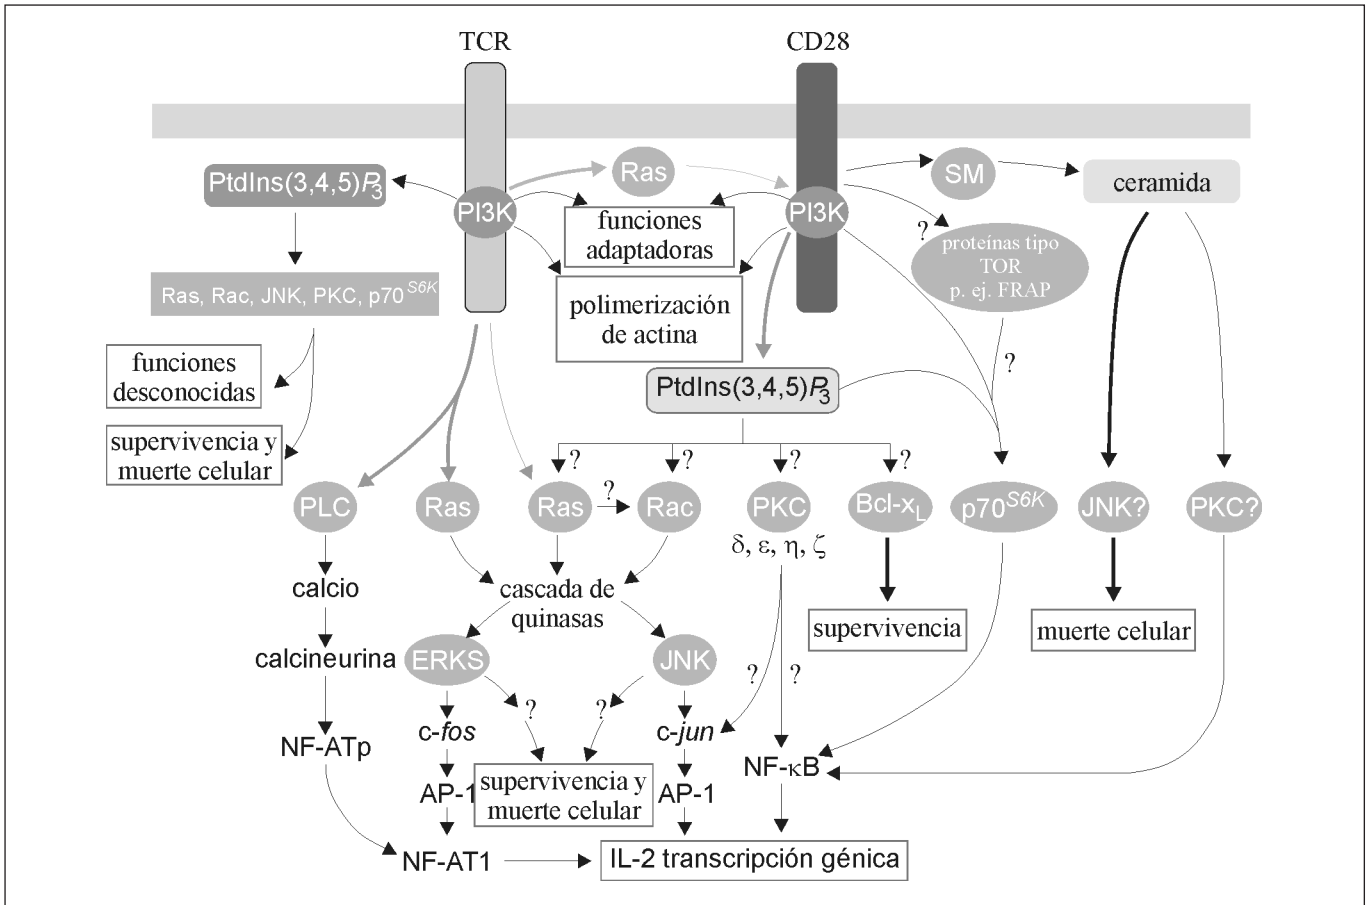 TCR
CD28
PtdIns(3,4,5)P3
PI3K
Ras
PI3K
SM
ceramida
funciones
adaptadoras
?
proteínas tipo
TOR
p. ej. FRAP
Ras, Rac, JNK, PKC, p70S6K
polimerización
de actina
funciones
desconocidas
?
PtdIns(3,4,5)P3
supervivencia y
muerte celular
?
?
?
?
PLC
Ras
Ras
?
Rac
PKC
Bcl-xL
p70S6K
JNK?
PKC?
δ, ε, η, ζ
calcio
cascada de
quinasas
supervivencia
muerte celular
calcineurina
ERKS
JNK
?
?
?
?
c-fos
c-jun
NF-ATp
NF-κB
AP-1
supervivencia y
muerte celular
AP-1
NF-AT1
IL-2 transcripción génica